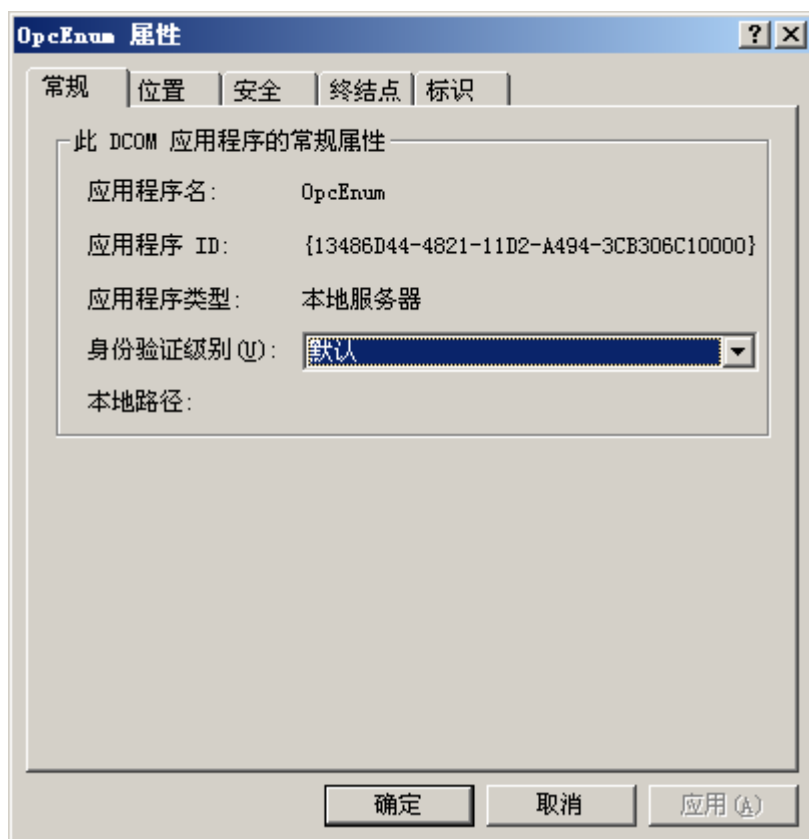 OpcEnum 属性
常规 位置 安全 终结点 标识
此 DCOM 应用程序的常规属性
应用程序名: OpcEnum
应用程序 ID: {13486D44-4821-11D2-A494-3CB306C10000}
应用程序类型: 本地服务器
身份验证级别(U): 默认
本地路径:
确定 取消 应用(A)